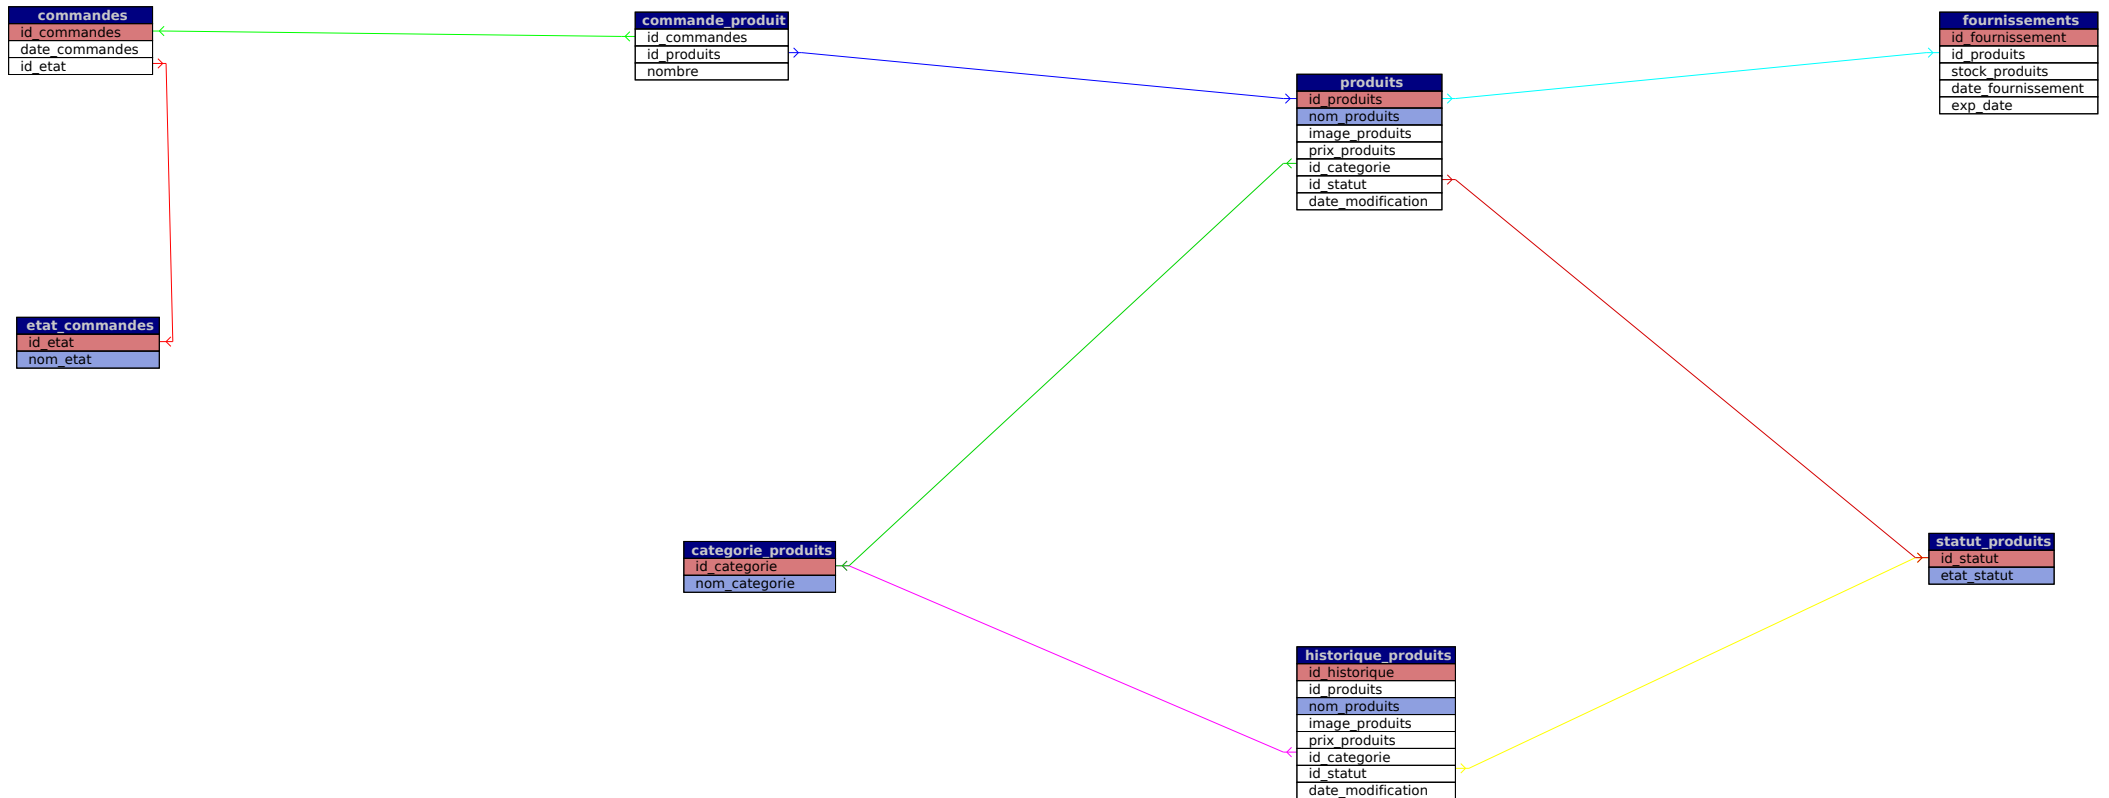 commandes
id_commandes
date_commandes
id_etat
commande_produit
id_commandes
id_produits
nombre
fournissements
id_fournissement
id_produits
stock_produits
date_fournissement
exp_date
produits
id_produits
nom_produits
image_produits
prix_produits
id_categorie
id_statut
date_modification
etat_commandes
id_etat
nom_etat
categorie_produits
id_categorie
nom_categorie
statut_produits
id_statut
etat_statut
historique_produits
id_historique
id_produits
nom_produits
image_produits
prix_produits
id_categorie
id_statut
date_modification